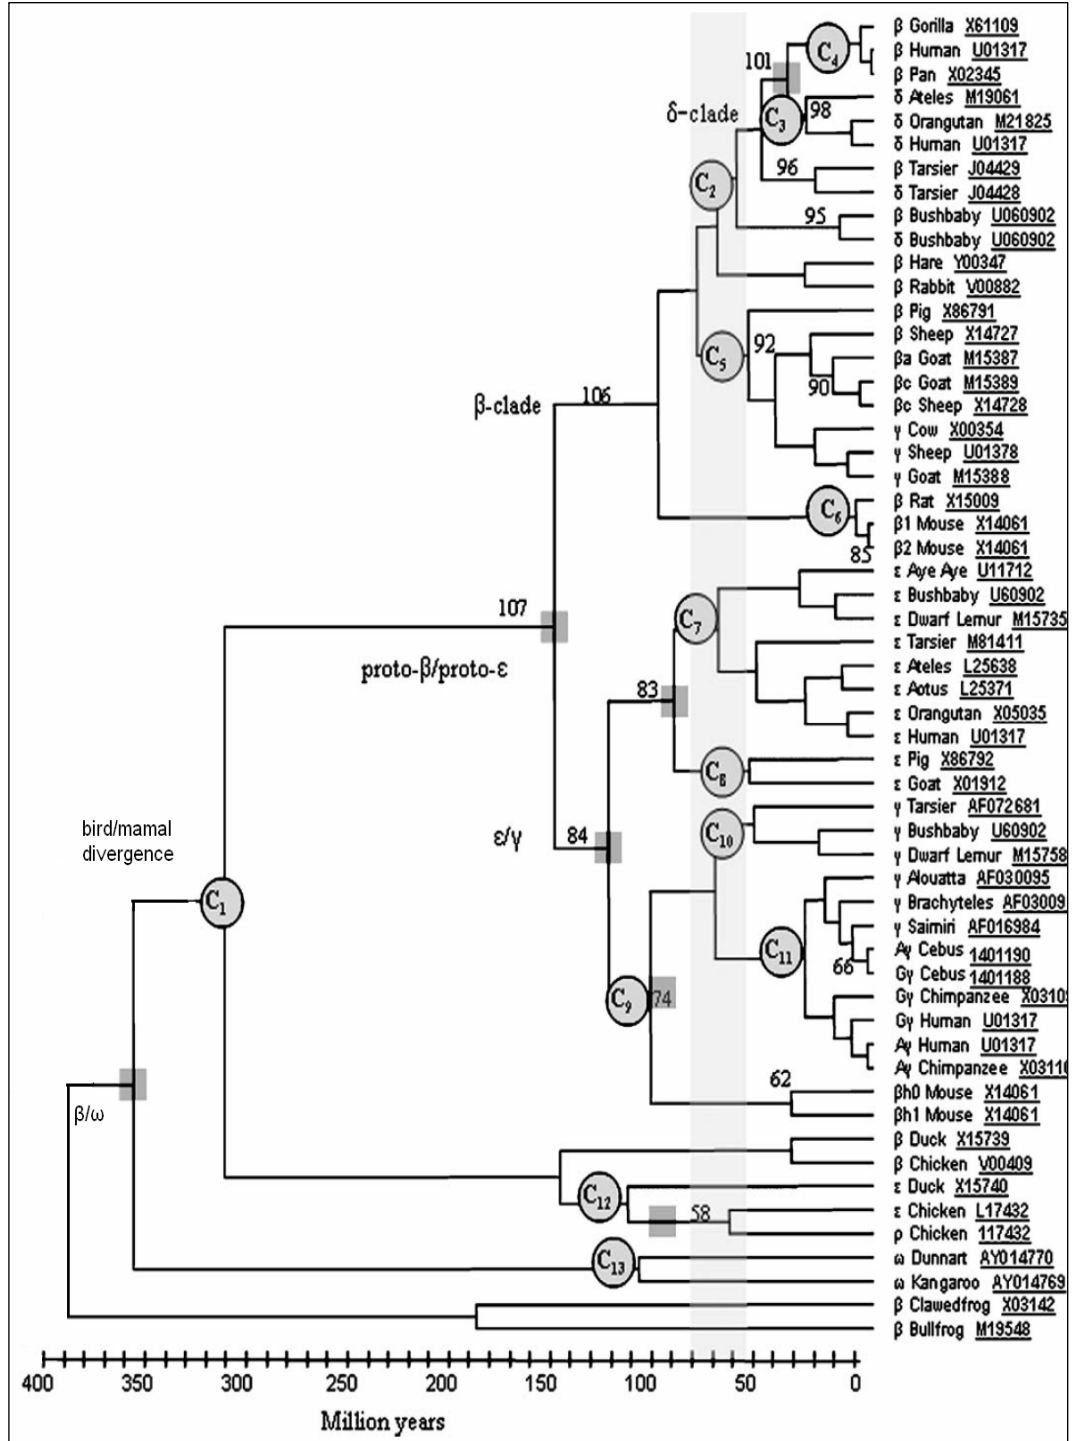 β Gorilla X61109
β Human U01317
101
C4
β Pan X02345
δ Ateles M19061
δ-clade
C3
98
δ Orangutan M21825
δ Human U01317
96
β Tarsier J04429
C2
δ Tarsier J04428
95
β Bushbaby U060902
δ Bushbaby U060902
β Hare Y00347
β Rabbit V00882
β Pig X86791
β Sheep X14727
92
C5
βa Goat M15387
90
βc Goat M15389
β-clade
106
βc Sheep X14728
γ Cow X00354
γ Sheep U01378
γ Goat M15388
β Rat X15009
C6
β1 Mouse X14061
β2 Mouse X14061
85
ε Aye Aye U11712
ε Bushbaby U60902
107
C7
ε Dwarf Lemur M15735
ε Tarsier M81411
proto-β/proto-ε
ε Ateles L25638
83
ε Aotus L25371
ε Orangutan X05035
ε Human U01317
ε Pig X86792
C8
ε Goat X01912
γ Tarsier AF072681
bird/mamal
divergence
ε/γ
84
C10
γ Bushbaby U60902
γ Dwarf Lemur M15758
γ Alouatta AF030095
C1
γ Brachyteles AF03009
γ Saimiri AF016984
C11
Aγ Cebus 1401190
66
Gγ Cebus 1401188
C9
74
Gγ Chimpanzee X0310
Gγ Human U01317
Aγ Human U01317
Aγ Chimpanzee X0311
62
βh0 Mouse X14061
β/ω
βh1 Mouse X14061
β Duck X15739
β Chicken V00409
C12
ε Duck X15740
58
ε Chicken L17432
ρ Chicken 117432
C13
ω Dunnart AY014770
ω Kangaroo AY014769
β Clawedfrog X03142
β Bullfrog M19548
400 350 300 250 200 150 100 50 0
Million years